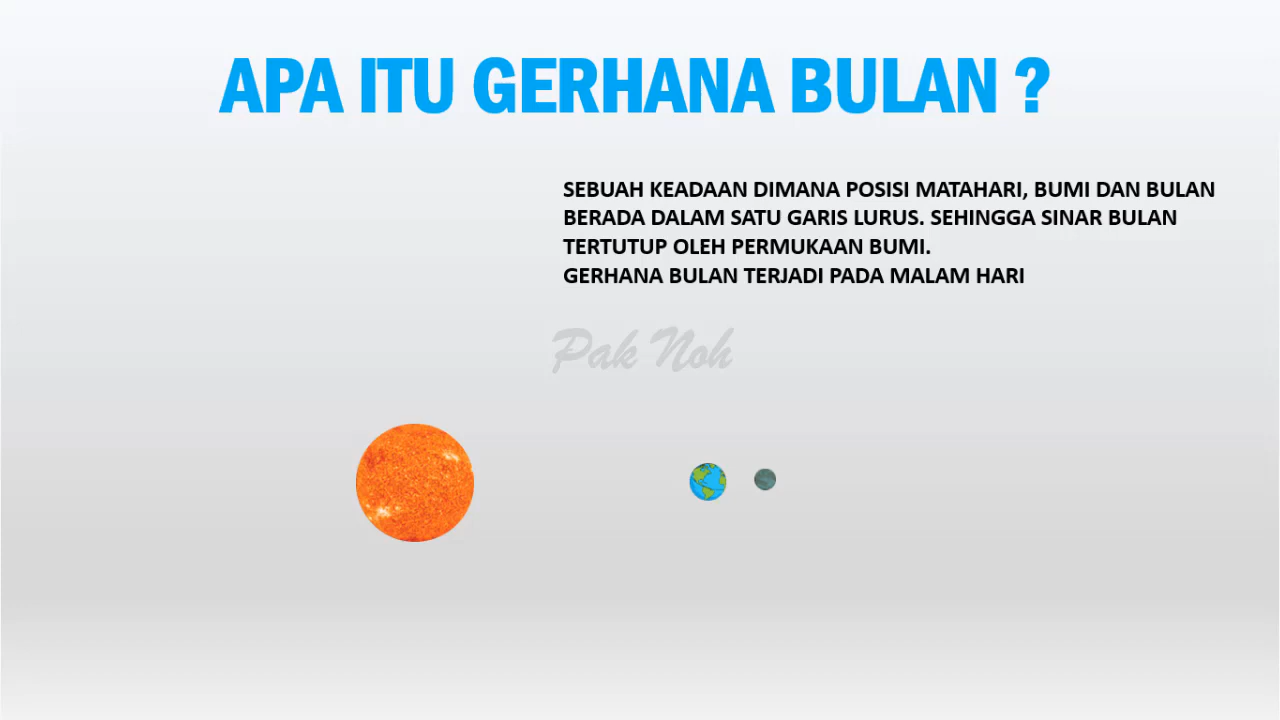 APA ITU GERHANA BULAN ?
SEBUAH KEADAAN DIMANA POSISI MATAHARI, BUMI DAN BULAN
BERADA DALAM SATU GARIS LURUS. SEHINGGA SINAR BULAN
TERTUTUP OLEH PERMUKAAN BUMI.
GERHANA BULAN TERJADI PADA MALAM HARI
Pak Noh